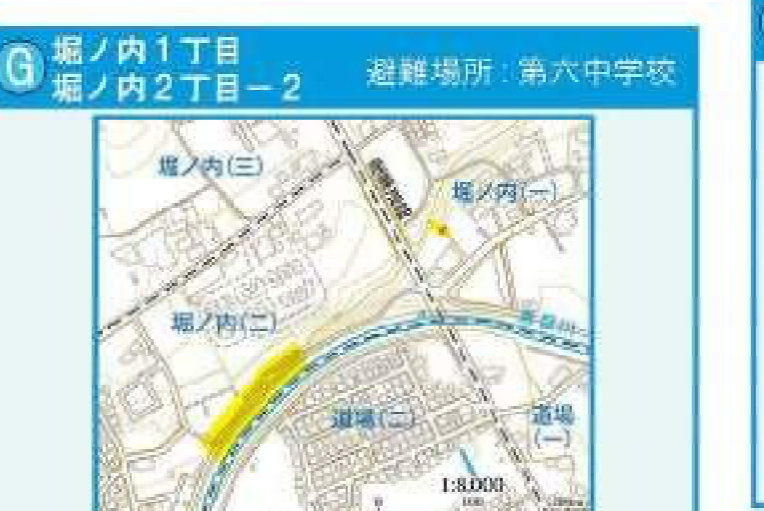 G
堀ノ内1丁目
堀ノ内2丁目-2
避難場所:第六中学校
堀ノ内(三)
堀ノ内(一)
堀ノ内(二)
道場(二)
道場
(一)
1:8,000
0